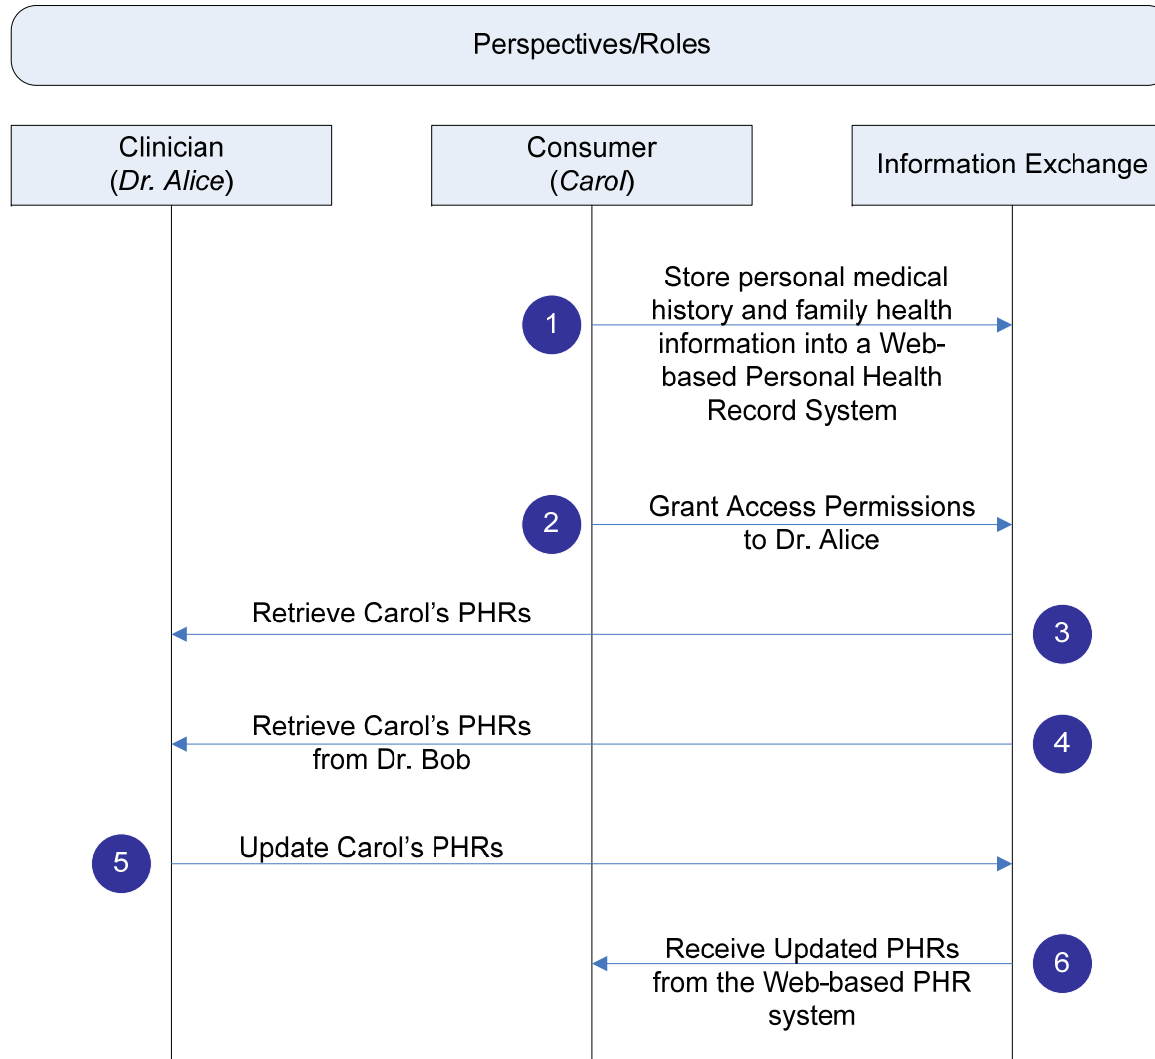 Perspectives/Roles
Clinician
(Dr. Alice)
Consumer
(Carol)
Information Exchange
1
Store personal medical
history and family health
information into a Web-
based Personal Health
Record System
2
Grant Access Permissions
to Dr. Alice
Retrieve Carol’s PHRs
3
Retrieve Carol’s PHRs
from Dr. Bob
4
5
Update Carol’s PHRs
Receive Updated PHRs
from the Web-based PHR
system
6